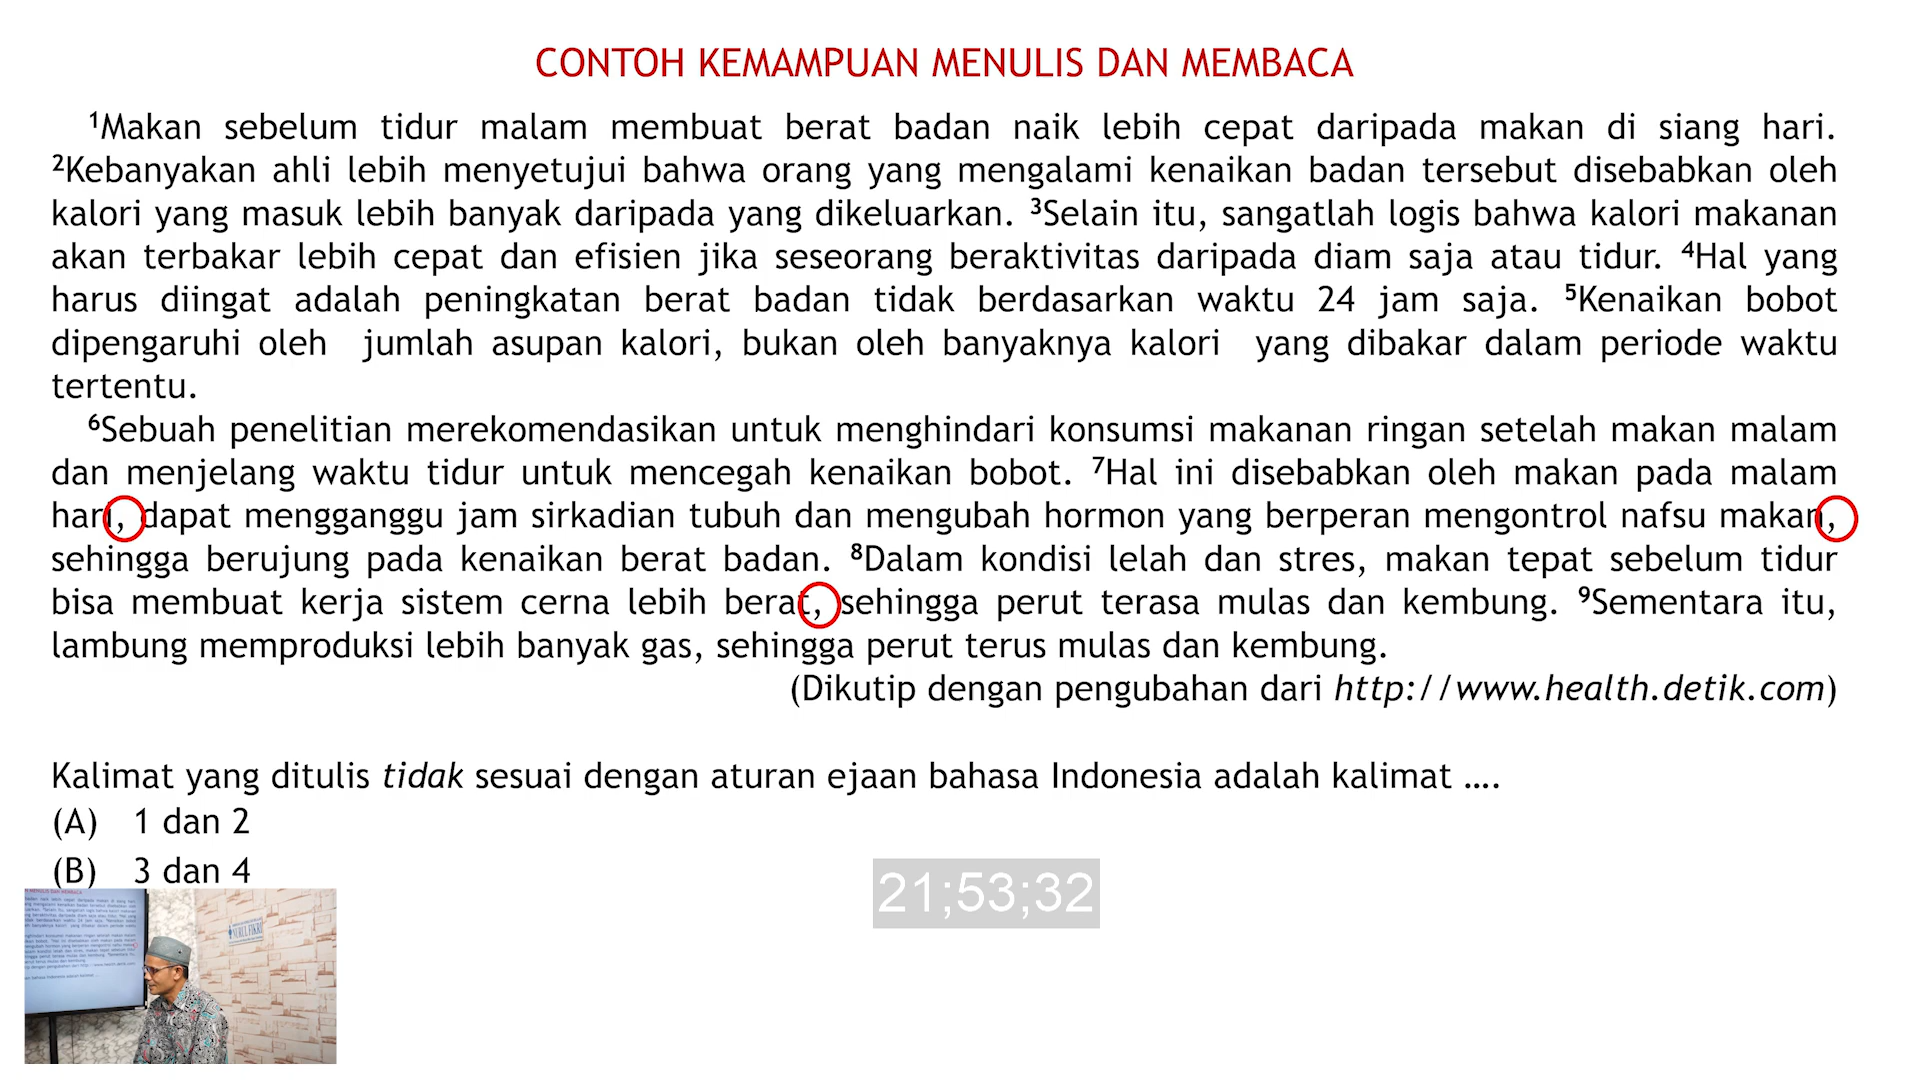 CONTOH KEMAMPUAN MENULIS DAN MEMBACA
¹Makan sebelum tidur malam membuat berat badan naik lebih cepat daripada makan di siang hari.
²Kebanyakan ahli lebih menyetujui bahwa orang yang mengalami kenaikan badan tersebut disebabkan oleh
kalori yang masuk lebih banyak daripada yang dikeluarkan. ³Selain itu, sangatlah logis bahwa kalori makanan
akan terbakar lebih cepat dan efisien jika seseorang beraktivitas daripada diam saja atau tidur. ⁴Hal yang
harus diingat adalah peningkatan berat badan tidak berdasarkan waktu 24 jam saja. ⁵Kenaikan bobot
dipengaruhi oleh jumlah asupan kalori, bukan oleh banyaknya kalori yang dibakar dalam periode waktu
tertentu.
⁶Sebuah penelitian merekomendasikan untuk menghindari konsumsi makanan ringan setelah makan malam
dan menjelang waktu tidur untuk mencegah kenaikan bobot. ⁷Hal ini disebabkan oleh makan pada malam
hari, dapat mengganggu jam sirkadian tubuh dan mengubah hormon yang berperan mengontrol nafsu makan,
sehingga berujung pada kenaikan berat badan. ⁸Dalam kondisi lelah dan stres, makan tepat sebelum tidur
bisa membuat kerja sistem cerna lebih berat, sehingga perut terasa mulas dan kembung. ⁹Sementara itu,
lambung memproduksi lebih banyak gas, sehingga perut terus mulas dan kembung.
(Dikutip dengan pengubahan dari http://www.health.detik.com)
Kalimat yang ditulis tidak sesuai dengan aturan ejaan bahasa Indonesia adalah kalimat ....
(A) 1 dan 2
(B) 3 dan 4
21;53;32
NURUL FIKRI